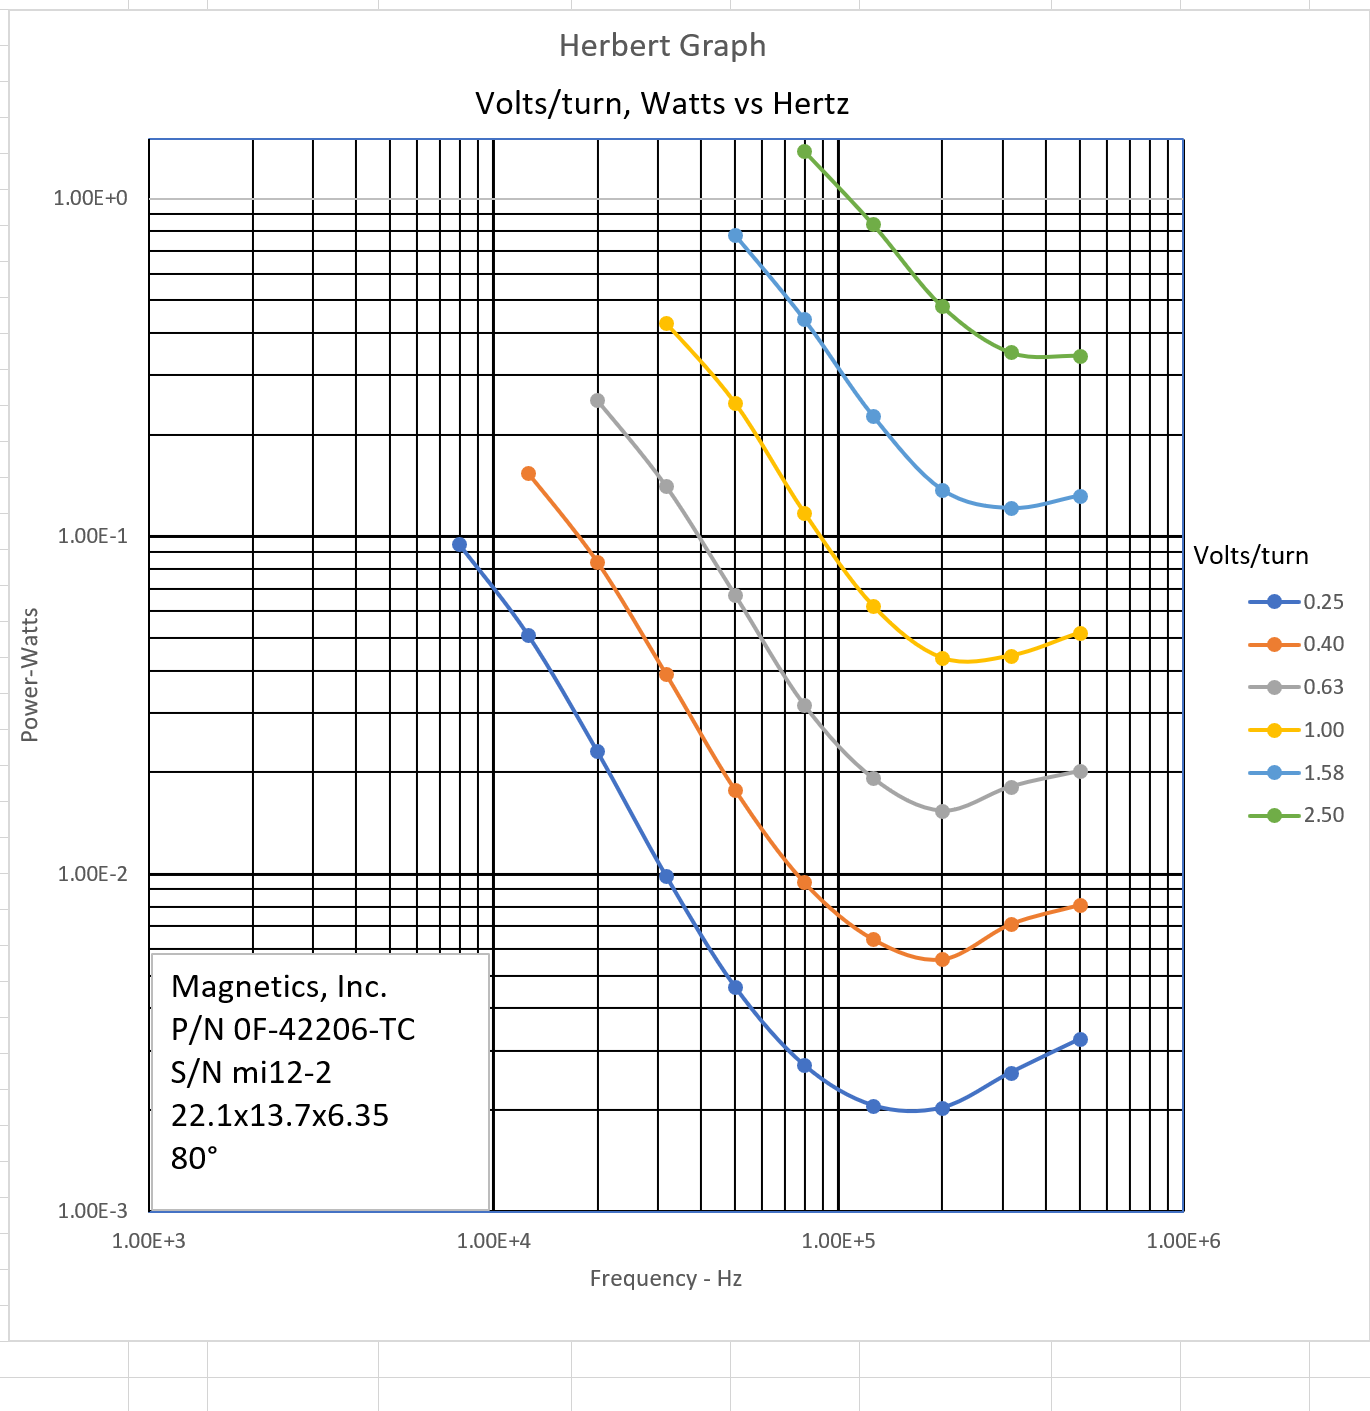 Herbert Graph
Volts/turn, Watts vs Hertz
1.00E+0
1.00E-1
1.00E-2
1.00E-3
Power-Watts
1.00E+3
1.00E+4
1.00E+5
1.00E+6
Frequency - Hz
Magnetics, Inc.
P/N 0F-42206-TC
S/N mi12-2
22.1x13.7x6.35
80°
Volts/turn
0.25
0.40
0.63
1.00
1.58
2.50